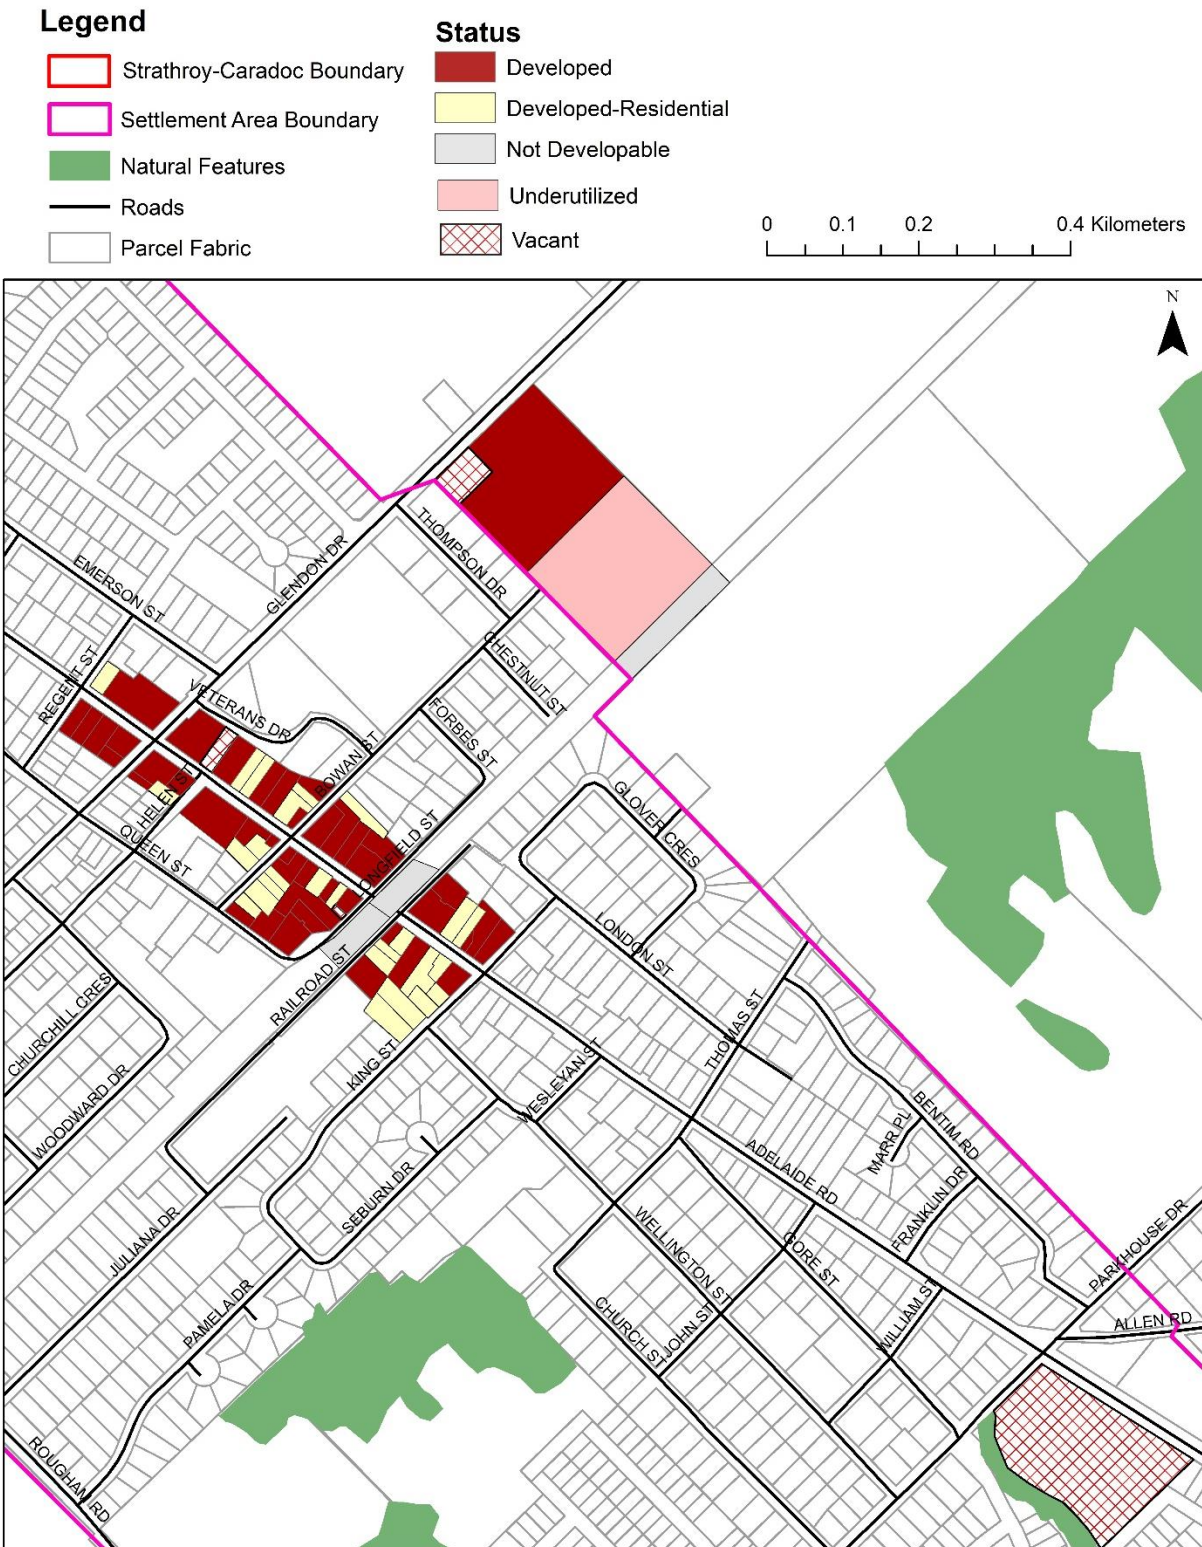 Legend
Strathroy-Caradoc Boundary
Settlement Area Boundary
Natural Features
Roads
Parcel Fabric
Status
Developed
Developed-Residential
Not Developable
Underutilized
Vacant
0 0.1 0.2 0.4 Kilometers
N
THOMPSON DR
GLENDON DR
EMERSON ST
CHESTNUT ST
REGENT ST
VETERANS DR
FORBES ST
ROWAN ST
HELEN ST
GLOVER CRES
QUEEN ST
ONGFIELD ST
LONDON ST
RAILROAD ST
CHURCHILL CRES
THOMAS ST
KING ST
WESLEYAN ST
WOODWARD DR
BENTIM RD
MARR PL
ADELAIDE RD
SEBURN DR
FRANKLIN DR
JULIANA DR
WELLINGTON ST
GORE ST
PARKHOUSE DR
PAMELA DR
CHURCH ST
JOHN ST
WILLIAM ST
ALLEN RD
ROUGHAM RD